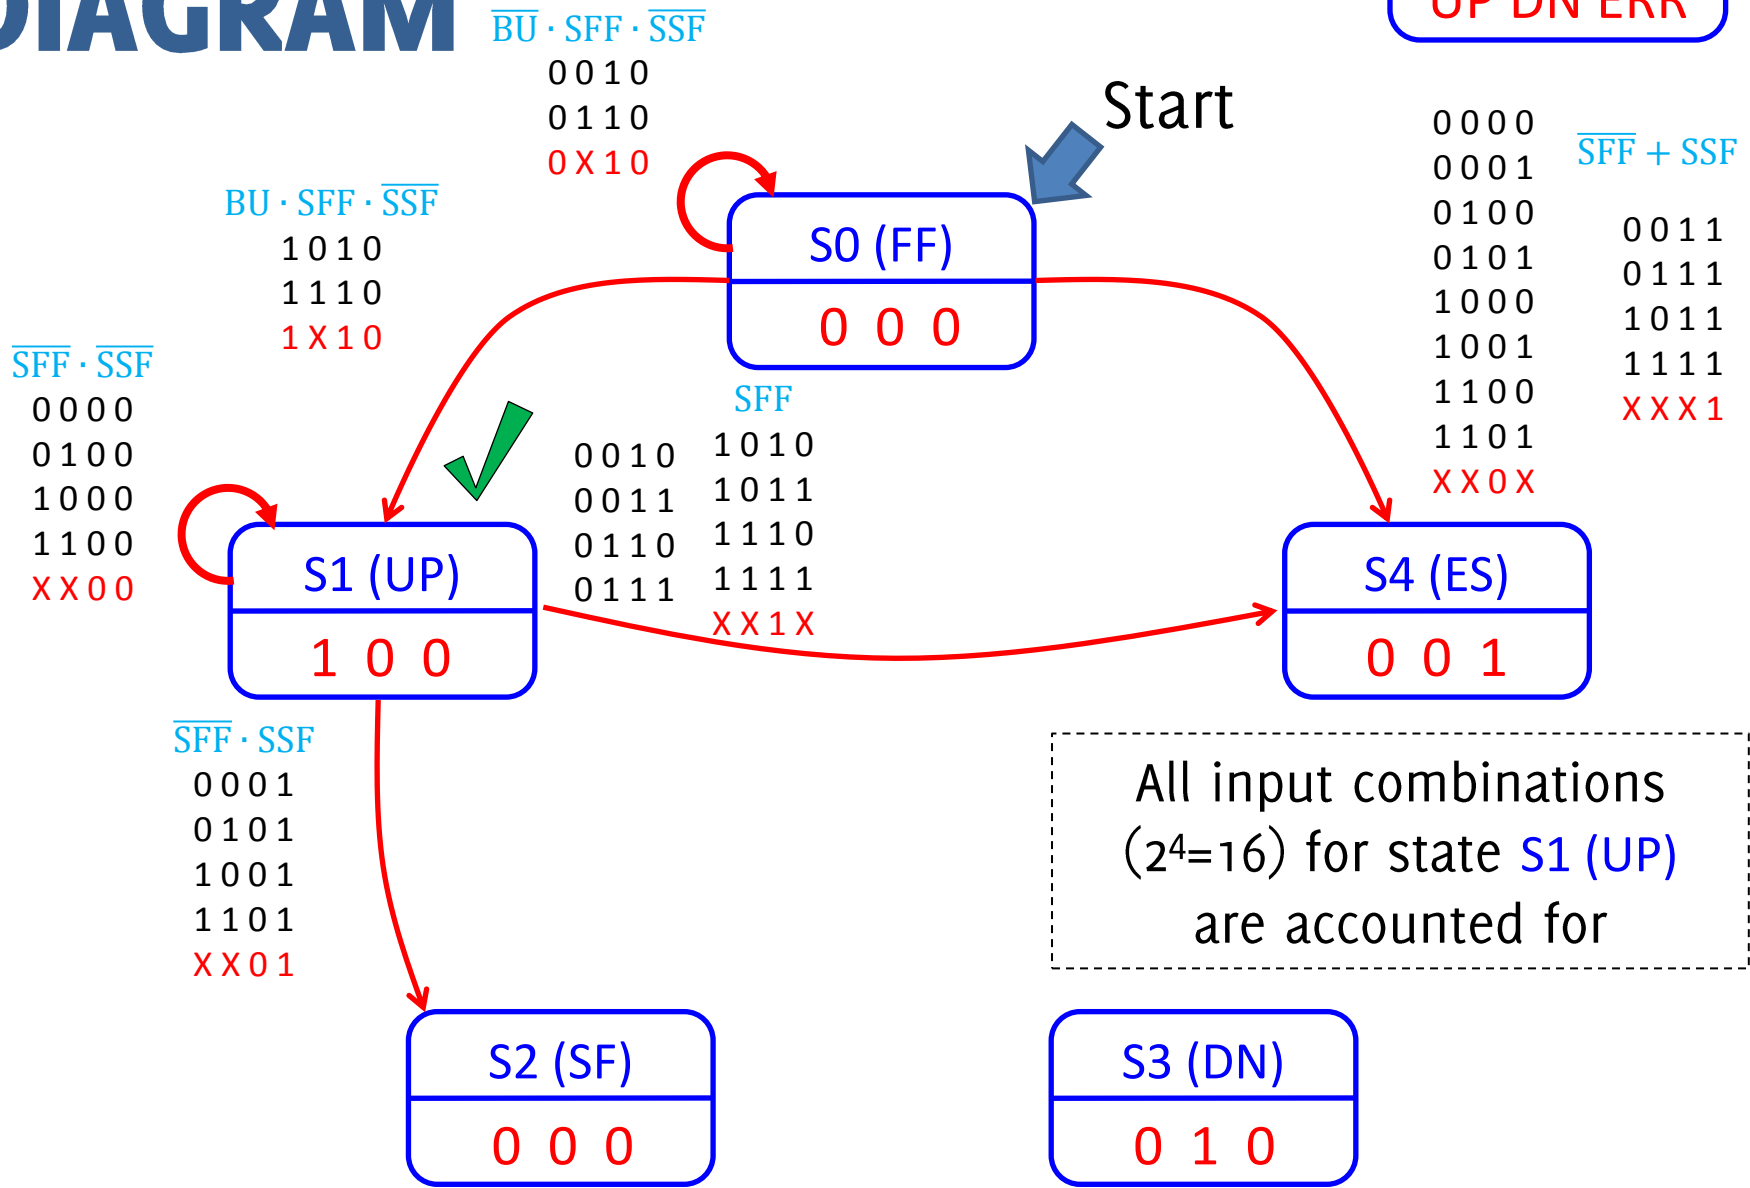 DIAGRAM
UP DN ERR
B̅U̅ · SFF · S̅S̅F̅
0 0 1 0
0 1 1 0
0 X 1 0
Start
BU · SFF · S̅S̅F̅
1 0 1 0
1 1 1 0
1 X 1 0
S0 (FF)
0 0 0
0 0 0 0
0 0 0 1
0 1 0 0
0 1 0 1
1 0 0 0
1 0 0 1
1 1 0 0
1 1 0 1
X X 0 X
S̅F̅F̅ + SSF
0 0 1 1
0 1 1 1
1 0 1 1
1 1 1 1
X X X 1
S̅F̅F̅ · S̅S̅F̅
0 0 0 0
0 1 0 0
1 0 0 0
1 1 0 0
X X 0 0
SFF
0 0 1 0
0 0 1 1
0 1 1 0
0 1 1 1
1 0 1 0
1 0 1 1
1 1 1 0
1 1 1 1
X X 1 X
S1 (UP)
1 0 0
S4 (ES)
0 0 1
S̅F̅F̅ · SSF
0 0 0 1
0 1 0 1
1 0 0 1
1 1 0 1
X X 0 1
All input combinations
(2⁴=16) for state S1 (UP)
are accounted for
S2 (SF)
0 0 0
S3 (DN)
0 1 0